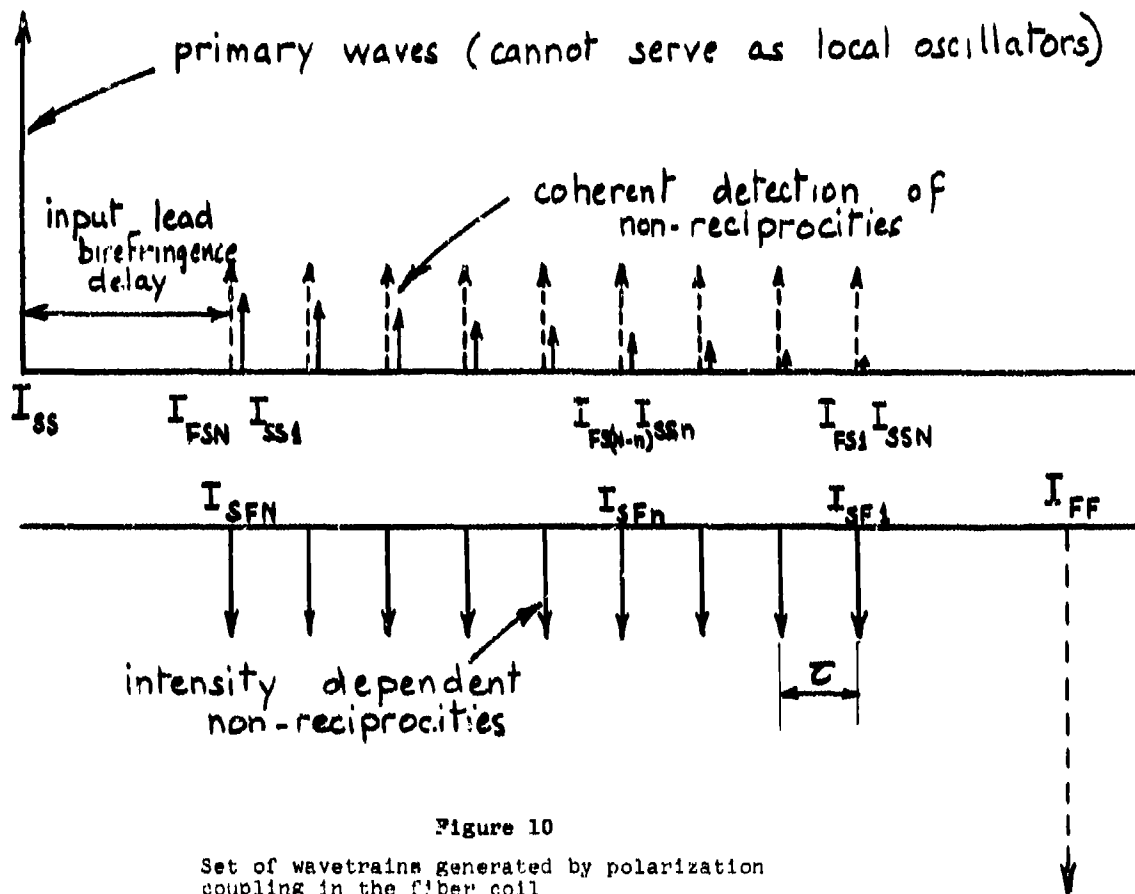 primary waves (cannot serve as local oscillators)
coherent detection of
non-reciprocities
input lead
birefringence
delay
I_SS
I_FSN I_SS1
I_FS(N-n) I_SSn
I_FS1 I_SSN
I_SFN
I_SFn
I_SF1
I_FF
intensity dependent
non-reciprocities
τ
Figure 10
Set of wavetrains generated by polarization
coupling in the fiber coil